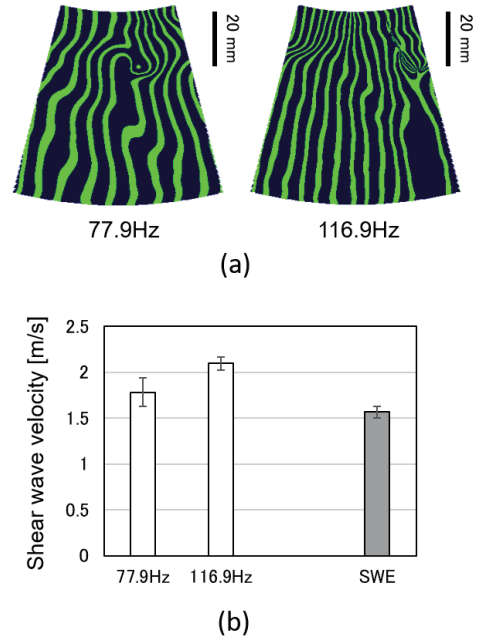 20 mm
20 mm
77.9Hz
116.9Hz
(a)
Shear wave velocity [m/s]
2.5
2
1.5
1
0.5
0
77.9Hz
116.9Hz
SWE
(b)